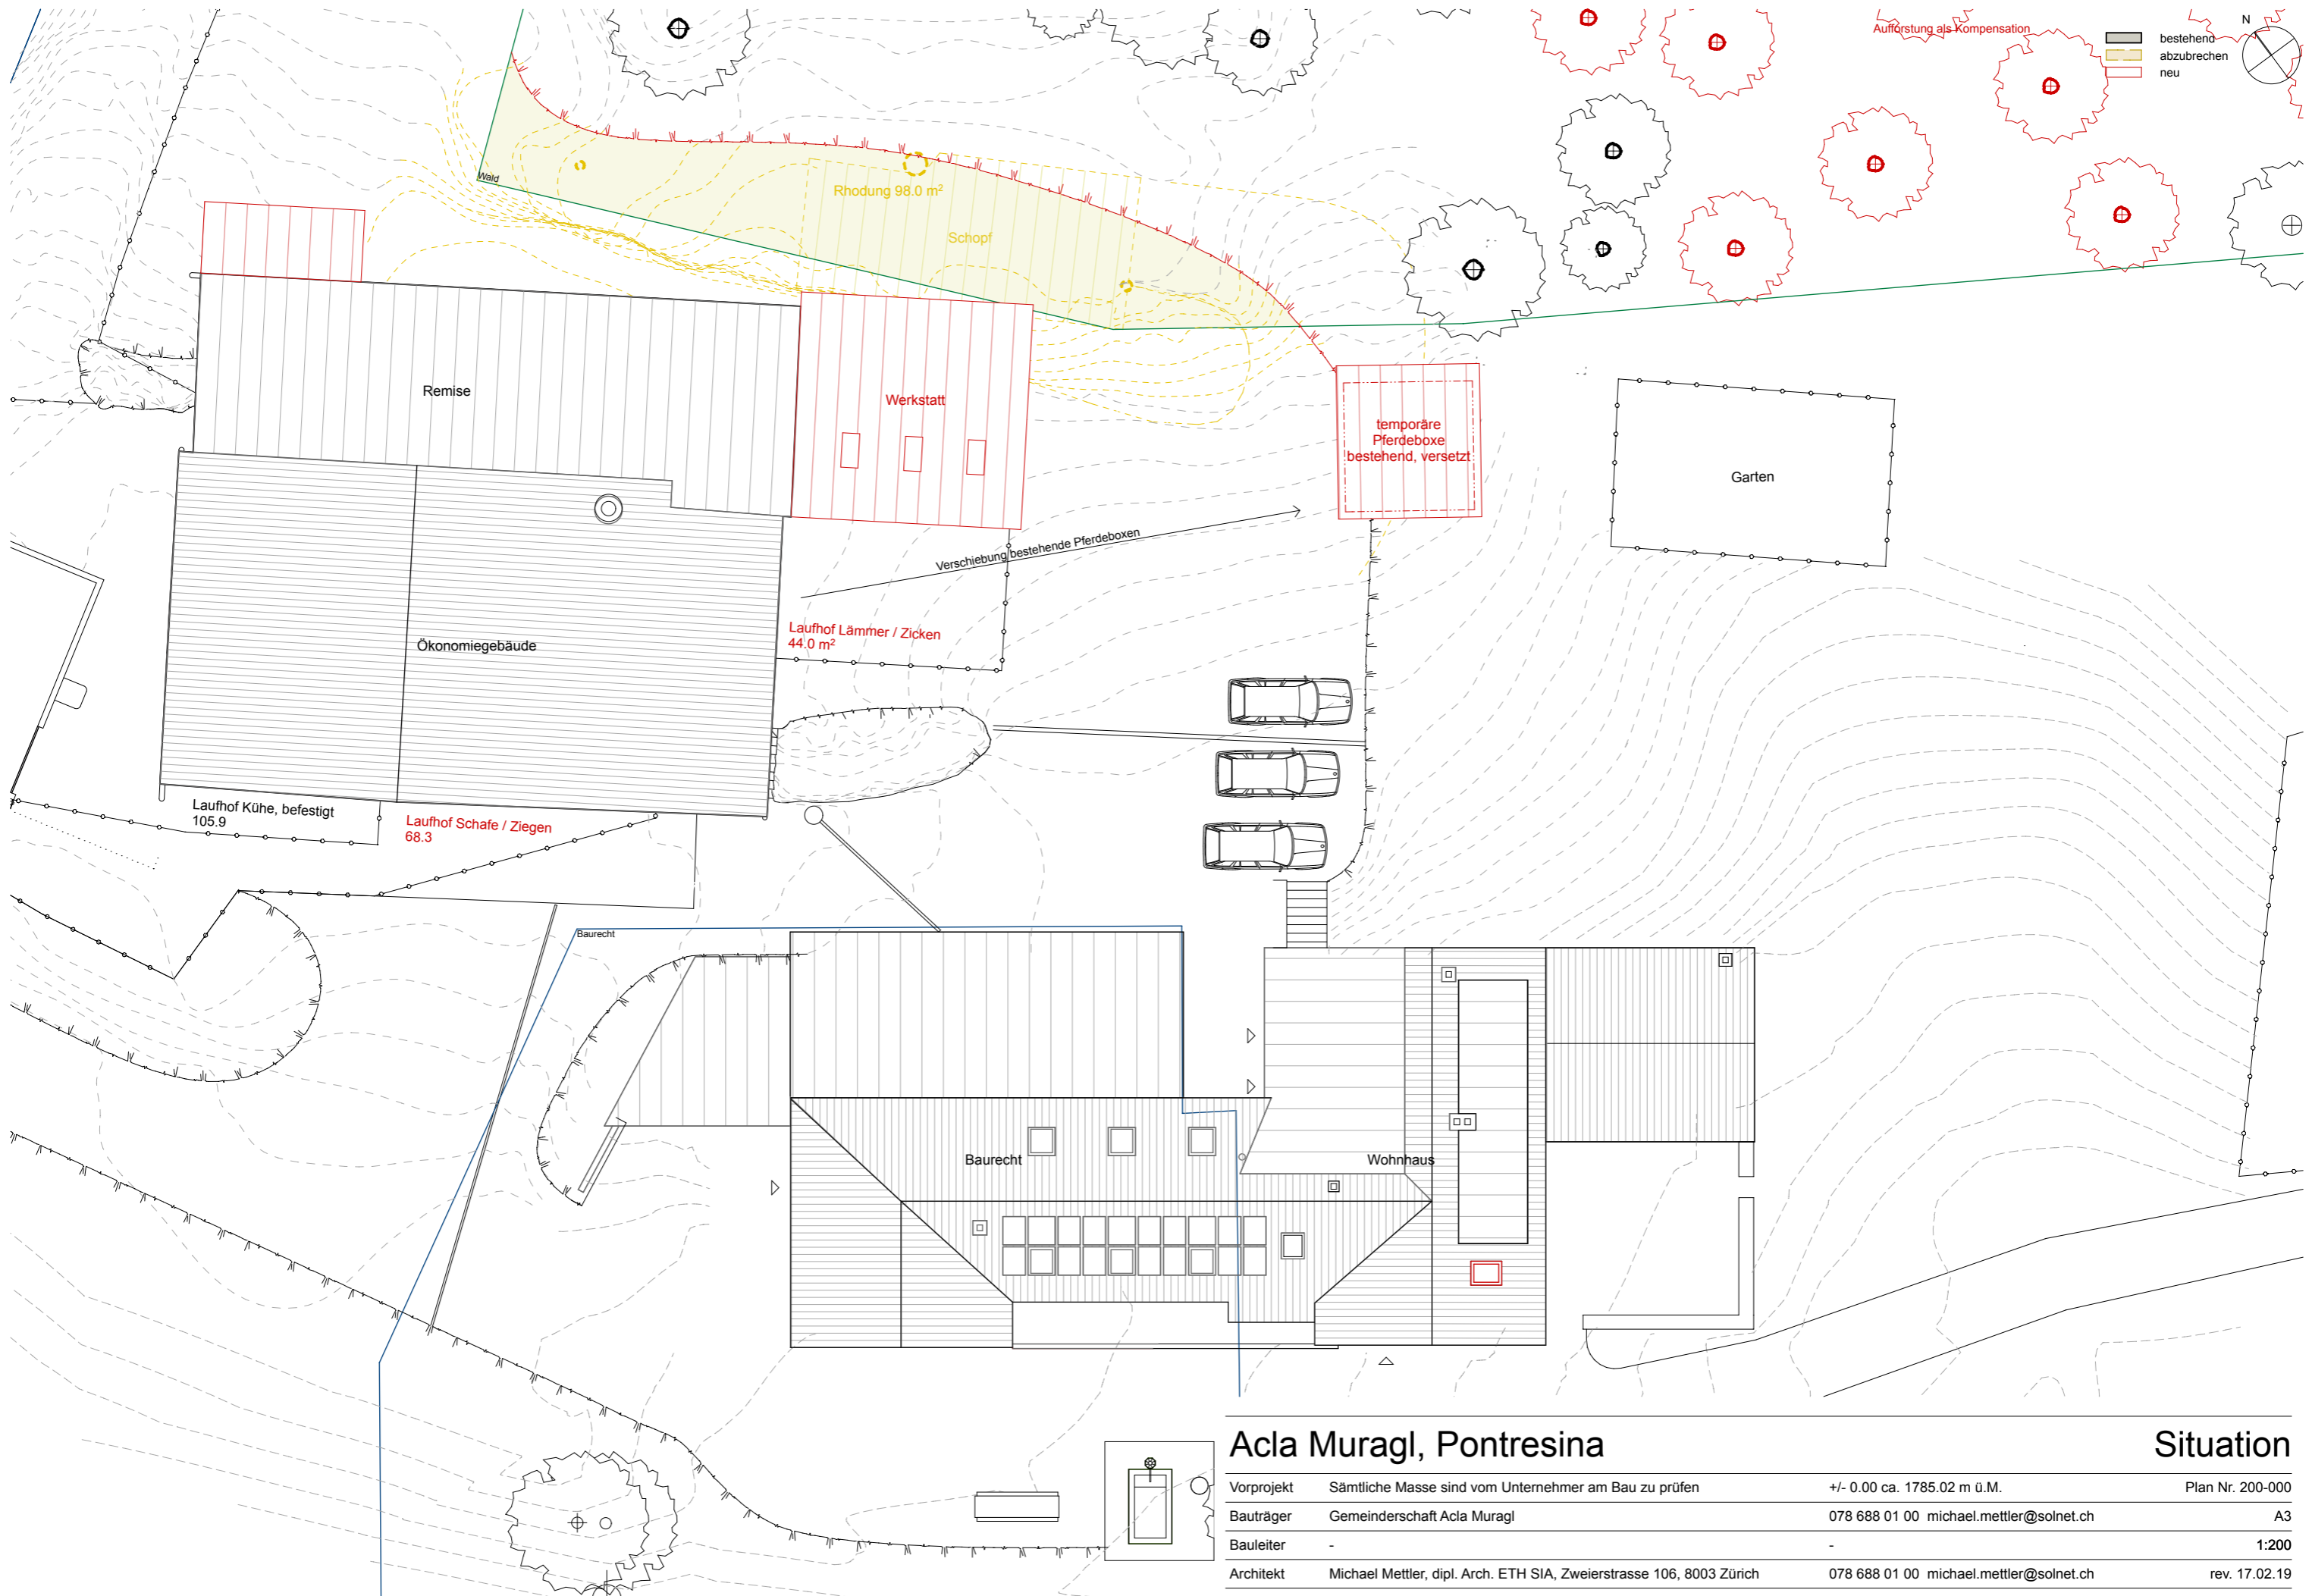 Aufforstung als Kompensation
N
bestehend
abzubrechen
neu
Wald
Rhodung 98.0 m²
Schopf
Remise
Werkstatt
temporäre
Pferdeboxe
bestehend, versetzt
Garten
Verschiebung bestehende Pferdeboxen
Laufhof Lämmer / Zicken
44.0 m²
Ökonomiegebäude
Laufhof Kühe, befestigt
105.9
Laufhof Schafe / Ziegen
68.3
Baurecht
Baurecht
Wohnhaus
Acla Muragl, Pontresina Situation
Vorprojekt Sämtliche Masse sind vom Unternehmer am Bau zu prüfen +/- 0.00 ca. 1785.02 m ü.M. Plan Nr. 200-000
Bauträger Gemeinderschaft Acla Muragl 078 688 01 00 michael.mettler@solnet.ch A3
Bauleiter - - 1:200
Architekt Michael Mettler, dipl. Arch. ETH SIA, Zweierstrasse 106, 8003 Zürich 078 688 01 00 michael.mettler@solnet.ch rev. 17.02.19